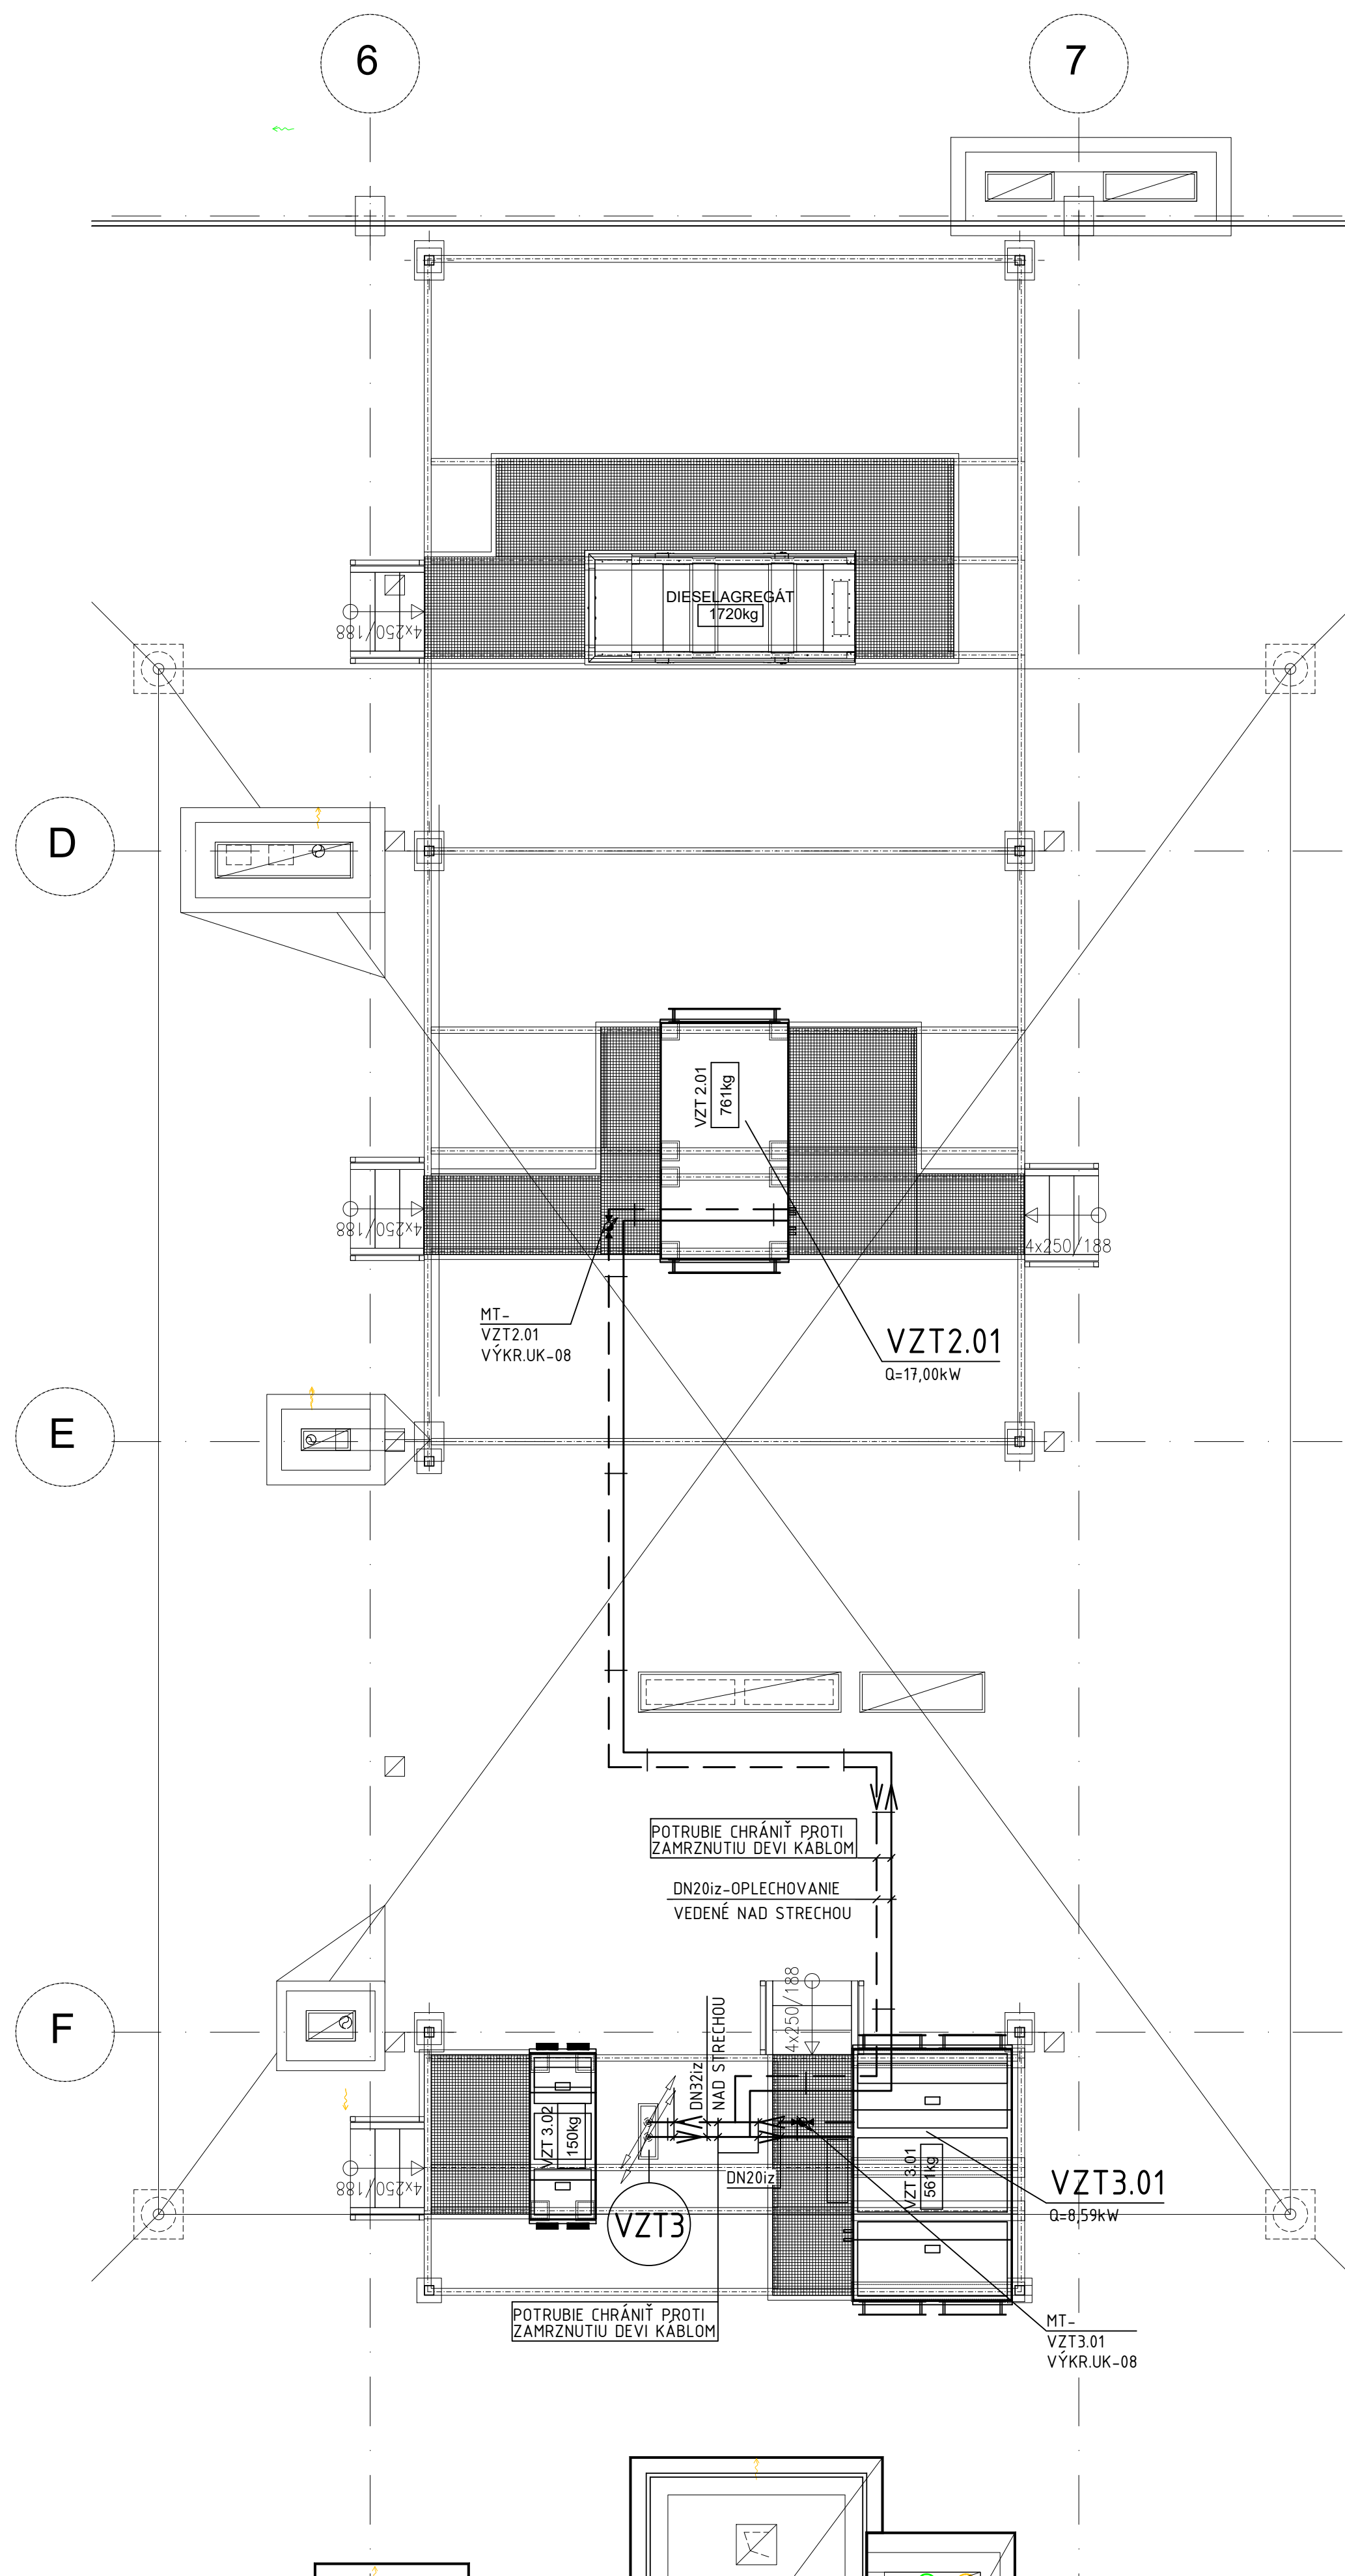 6
7
DIESELAGREGÁT
1720kg
4x250/188
D
VZT 2.01
761kg
4x250/188
4x250/188
MT-
VZT2.01
VÝKR.UK-08
VZT2.01
Q=17,00kW
E
POTRUBIE CHRÁNIŤ PROTI
ZAMRZNUTIU DEVI KÁBLOM
DN20iz-OPLECHOVANIE
VEDENÉ NAD STRECHOU
F
4x250/188
DN32iz
NAD STRECHOU
VZT 3.02
150kg
DN20iz
VZT 3.01
561kg
4x250/188
VZT3
VZT3.01
Q=8,59kW
POTRUBIE CHRÁNIŤ PROTI
ZAMRZNUTIU DEVI KÁBLOM
MT-
VZT3.01
VÝKR.UK-08